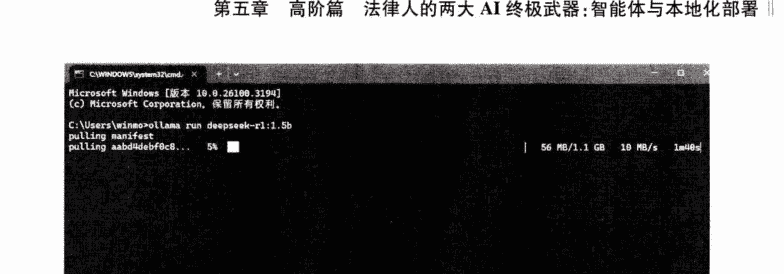 第五章 高阶篇 法律人的两大 AI 终极武器:智能体与本地化部署
C:\WINDOWS\system32\cmd. × + ⌄ — □ ×
Microsoft Windows [版本 10.0.26100.3194]
(c) Microsoft Corporation。保留所有权利。
C:\Users\winmo>ollama run deepseek-r1:1.5b
pulling manifest
pulling aabd4debf0c8... 5% 56 MB/1.1 GB 10 MB/s 1m40s